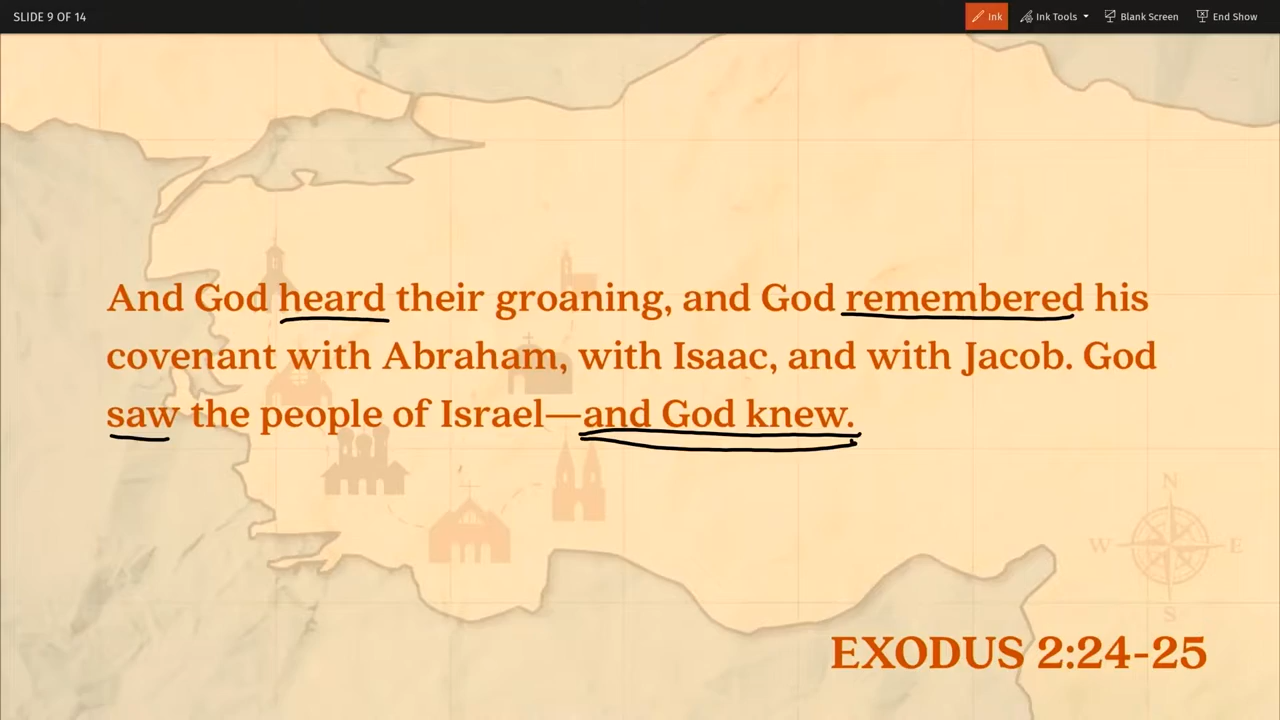 SLIDE 9 OF 14
Ink
Ink Tools
Blank Screen
End Show
And God heard their groaning, and God remembered his
covenant with Abraham, with Isaac, and with Jacob. God
saw the people of Israel—and God knew.
N
W
E
S
EXODUS 2:24-25